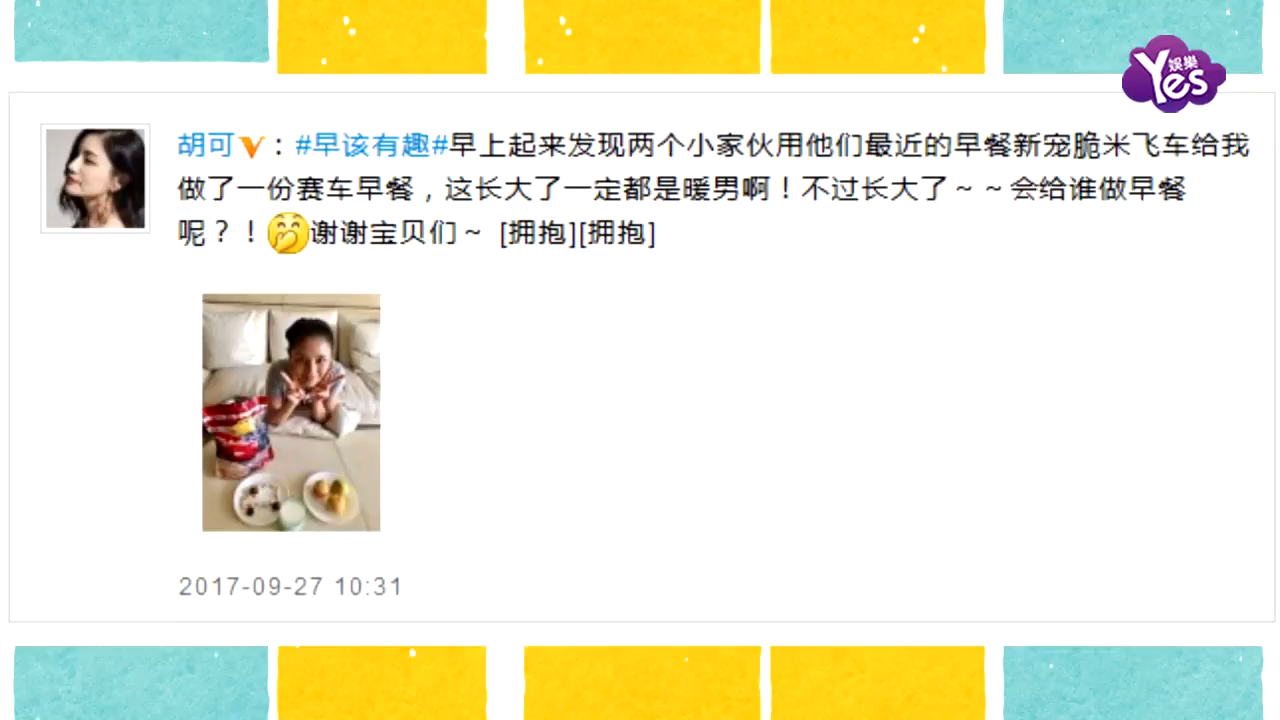 Yes娛樂
胡可：#早该有趣#早上起来发现两个小家伙用他们最近的早餐新宠脆米飞车给我
做了一份赛车早餐，这长大了一定都是暖男啊！不过长大了～～会给谁做早餐
呢？！谢谢宝贝们～ [拥抱][拥抱]
2017-09-27 10:31